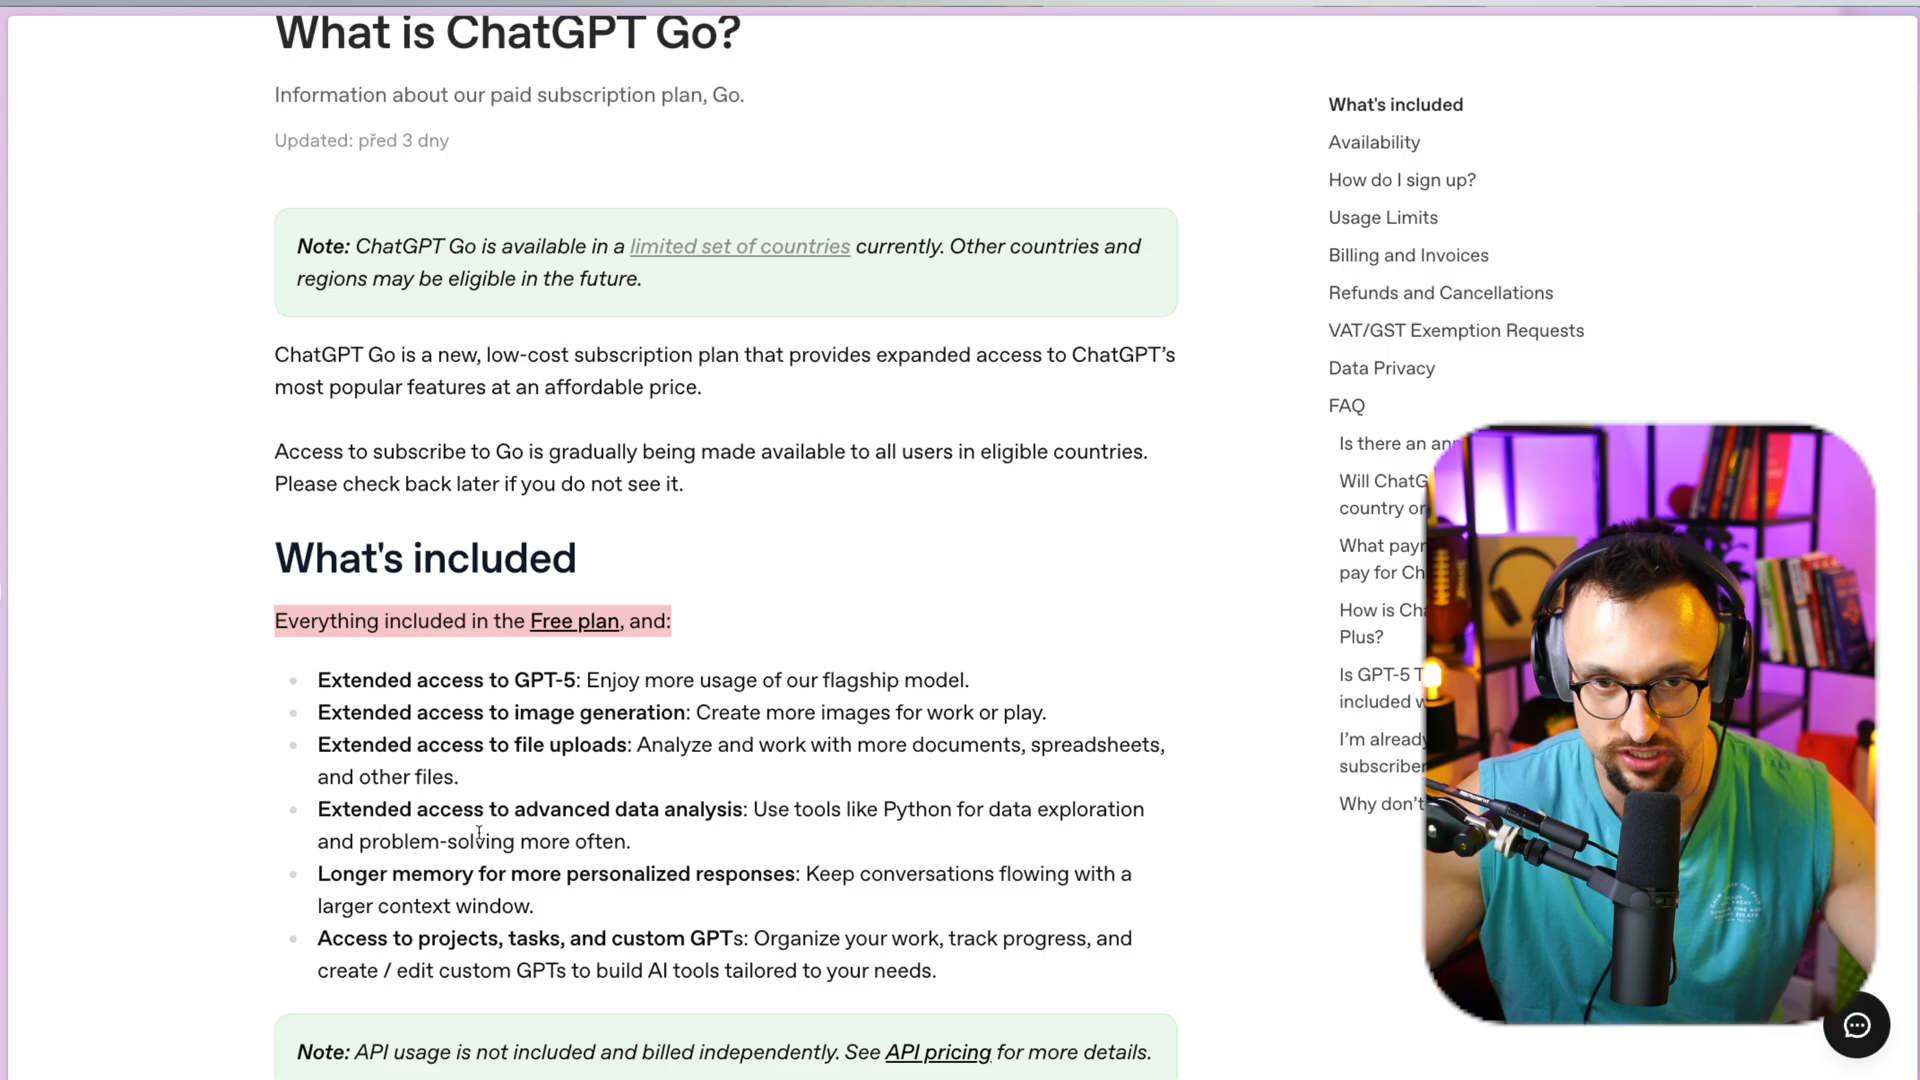 What is ChatGPT Go?
Information about our paid subscription plan, Go.
Updated: před 3 dny
Note: ChatGPT Go is available in a limited set of countries currently. Other countries and
regions may be eligible in the future.
ChatGPT Go is a new, low-cost subscription plan that provides expanded access to ChatGPT’s
most popular features at an affordable price.
Access to subscribe to Go is gradually being made available to all users in eligible countries.
Please check back later if you do not see it.
What's included
Everything included in the Free plan, and:
Extended access to GPT-5: Enjoy more usage of our flagship model.
Extended access to image generation: Create more images for work or play.
Extended access to file uploads: Analyze and work with more documents, spreadsheets,
and other files.
Extended access to advanced data analysis: Use tools like Python for data exploration
and problem-solving more often.
Longer memory for more personalized responses: Keep conversations flowing with a
larger context window.
Access to projects, tasks, and custom GPTs: Organize your work, track progress, and
create / edit custom GPTs to build AI tools tailored to your needs.
Note: API usage is not included and billed independently. See API pricing for more details.
What's included
Availability
How do I sign up?
Usage Limits
Billing and Invoices
Refunds and Cancellations
VAT/GST Exemption Requests
Data Privacy
FAQ
Is there an
Will ChatG
country or
What
pay for Ch
How is Cha
Plus?
Is GPT-5 T
included w
I’m already
subscriber
Why don’t